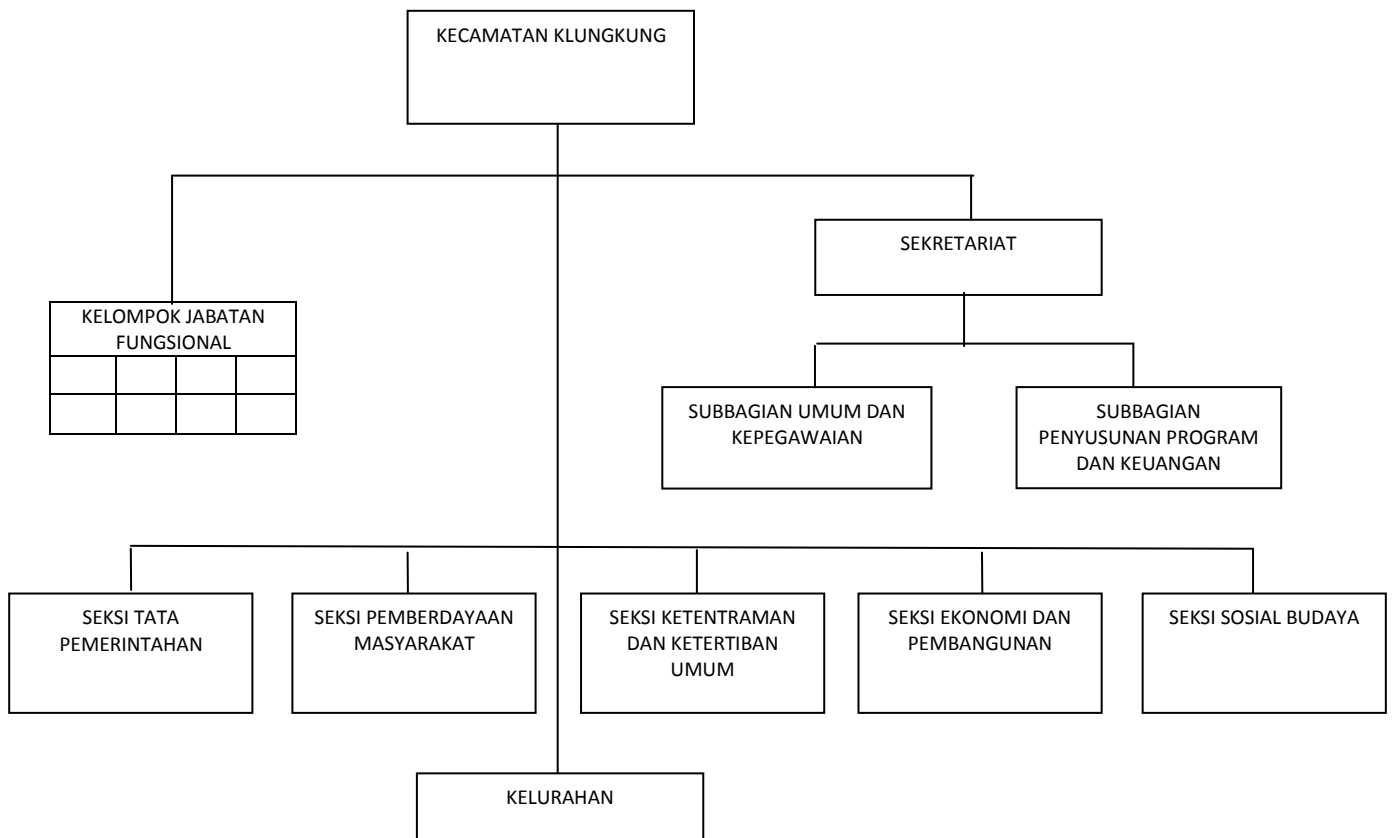 KECAMATAN KLUNGKUNG
SEKRETARIAT
KELOMPOK JABATAN
FUNGSIONAL
SUBBAGIAN UMUM DAN
KEPEGAWAIAN
SUBBAGIAN
PENYUSUNAN PROGRAM
DAN KEUANGAN
SEKSI TATA
PEMERINTAHAN
SEKSI PEMBERDAYAAN
MASYARAKAT
SEKSI KETENTRAMAN
DAN KETERTIBAN
UMUM
SEKSI EKONOMI DAN
PEMBANGUNAN
SEKSI SOSIAL BUDAYA
KELURAHAN